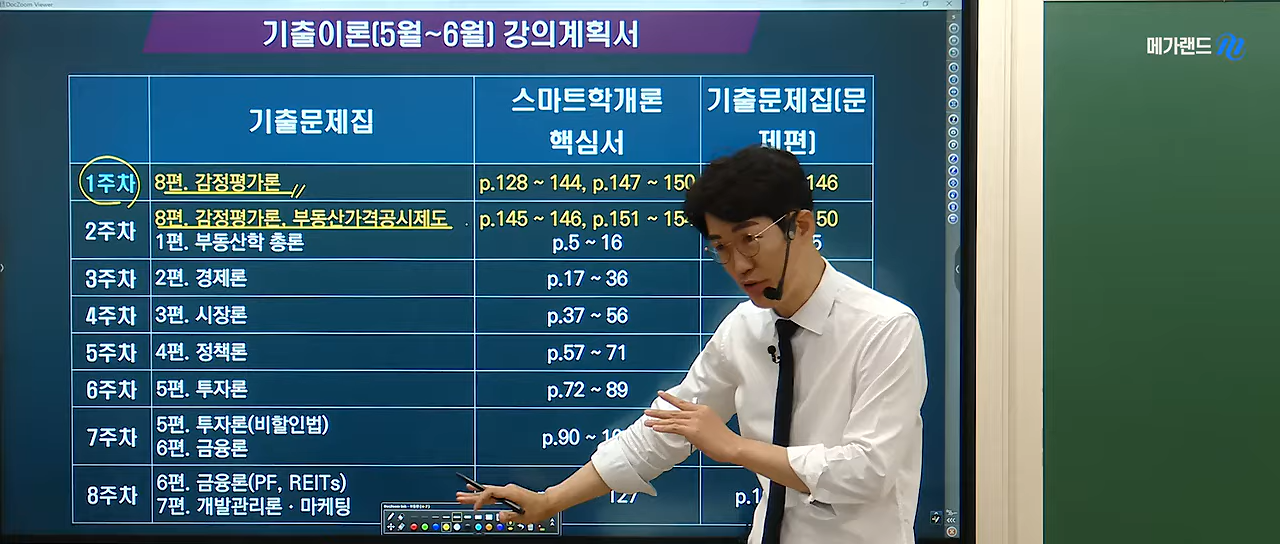 DocZoom Viewer
기출이론(5월~6월) 강의계획서
메가랜드
기출문제집
스마트학개론
핵심서
기출문제집(문
제편)
1주차
8편. 감정평가론
p.128 ~ 144, p.147 ~ 150
146
2주차
8편. 감정평가론, 부동산가격공시제도
1편. 부동산학 총론
p.145 ~ 146, p.151 ~
p.5 ~ 16
50
5
3주차
2편. 경제론
p.17 ~ 36
4주차
3편. 시장론
p.37 ~ 56
5주차
4편. 정책론
p.57 ~ 71
6주차
5편. 투자론
p.72 ~ 89
7주차
5편. 투자론(비할인법)
6편. 금융론
p.90 ~
8주차
6편. 금융론(PF, REITs)
7편. 개발관리론·마케팅
127